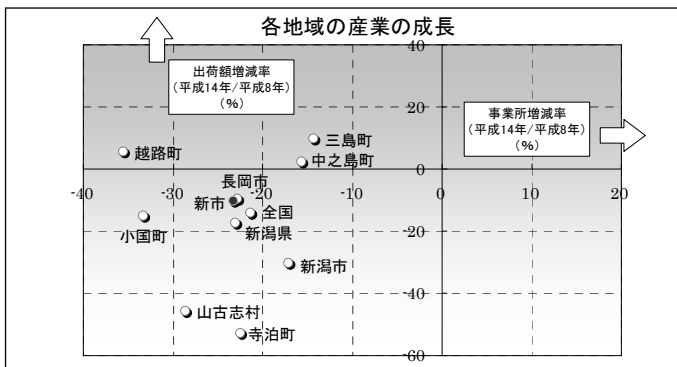 各地域の産業の成長
40
出荷額増減率
(平成14年/平成8年)
(%)
事業所増減率
(平成14年/平成8年)
(%)
20
三島町
越路町
中之島町
0
-40
-30
-20
-10
0
10
20
長岡市
新市
全国
小国町
新潟県
-20
新潟市
-40
山古志村
寺泊町
-60